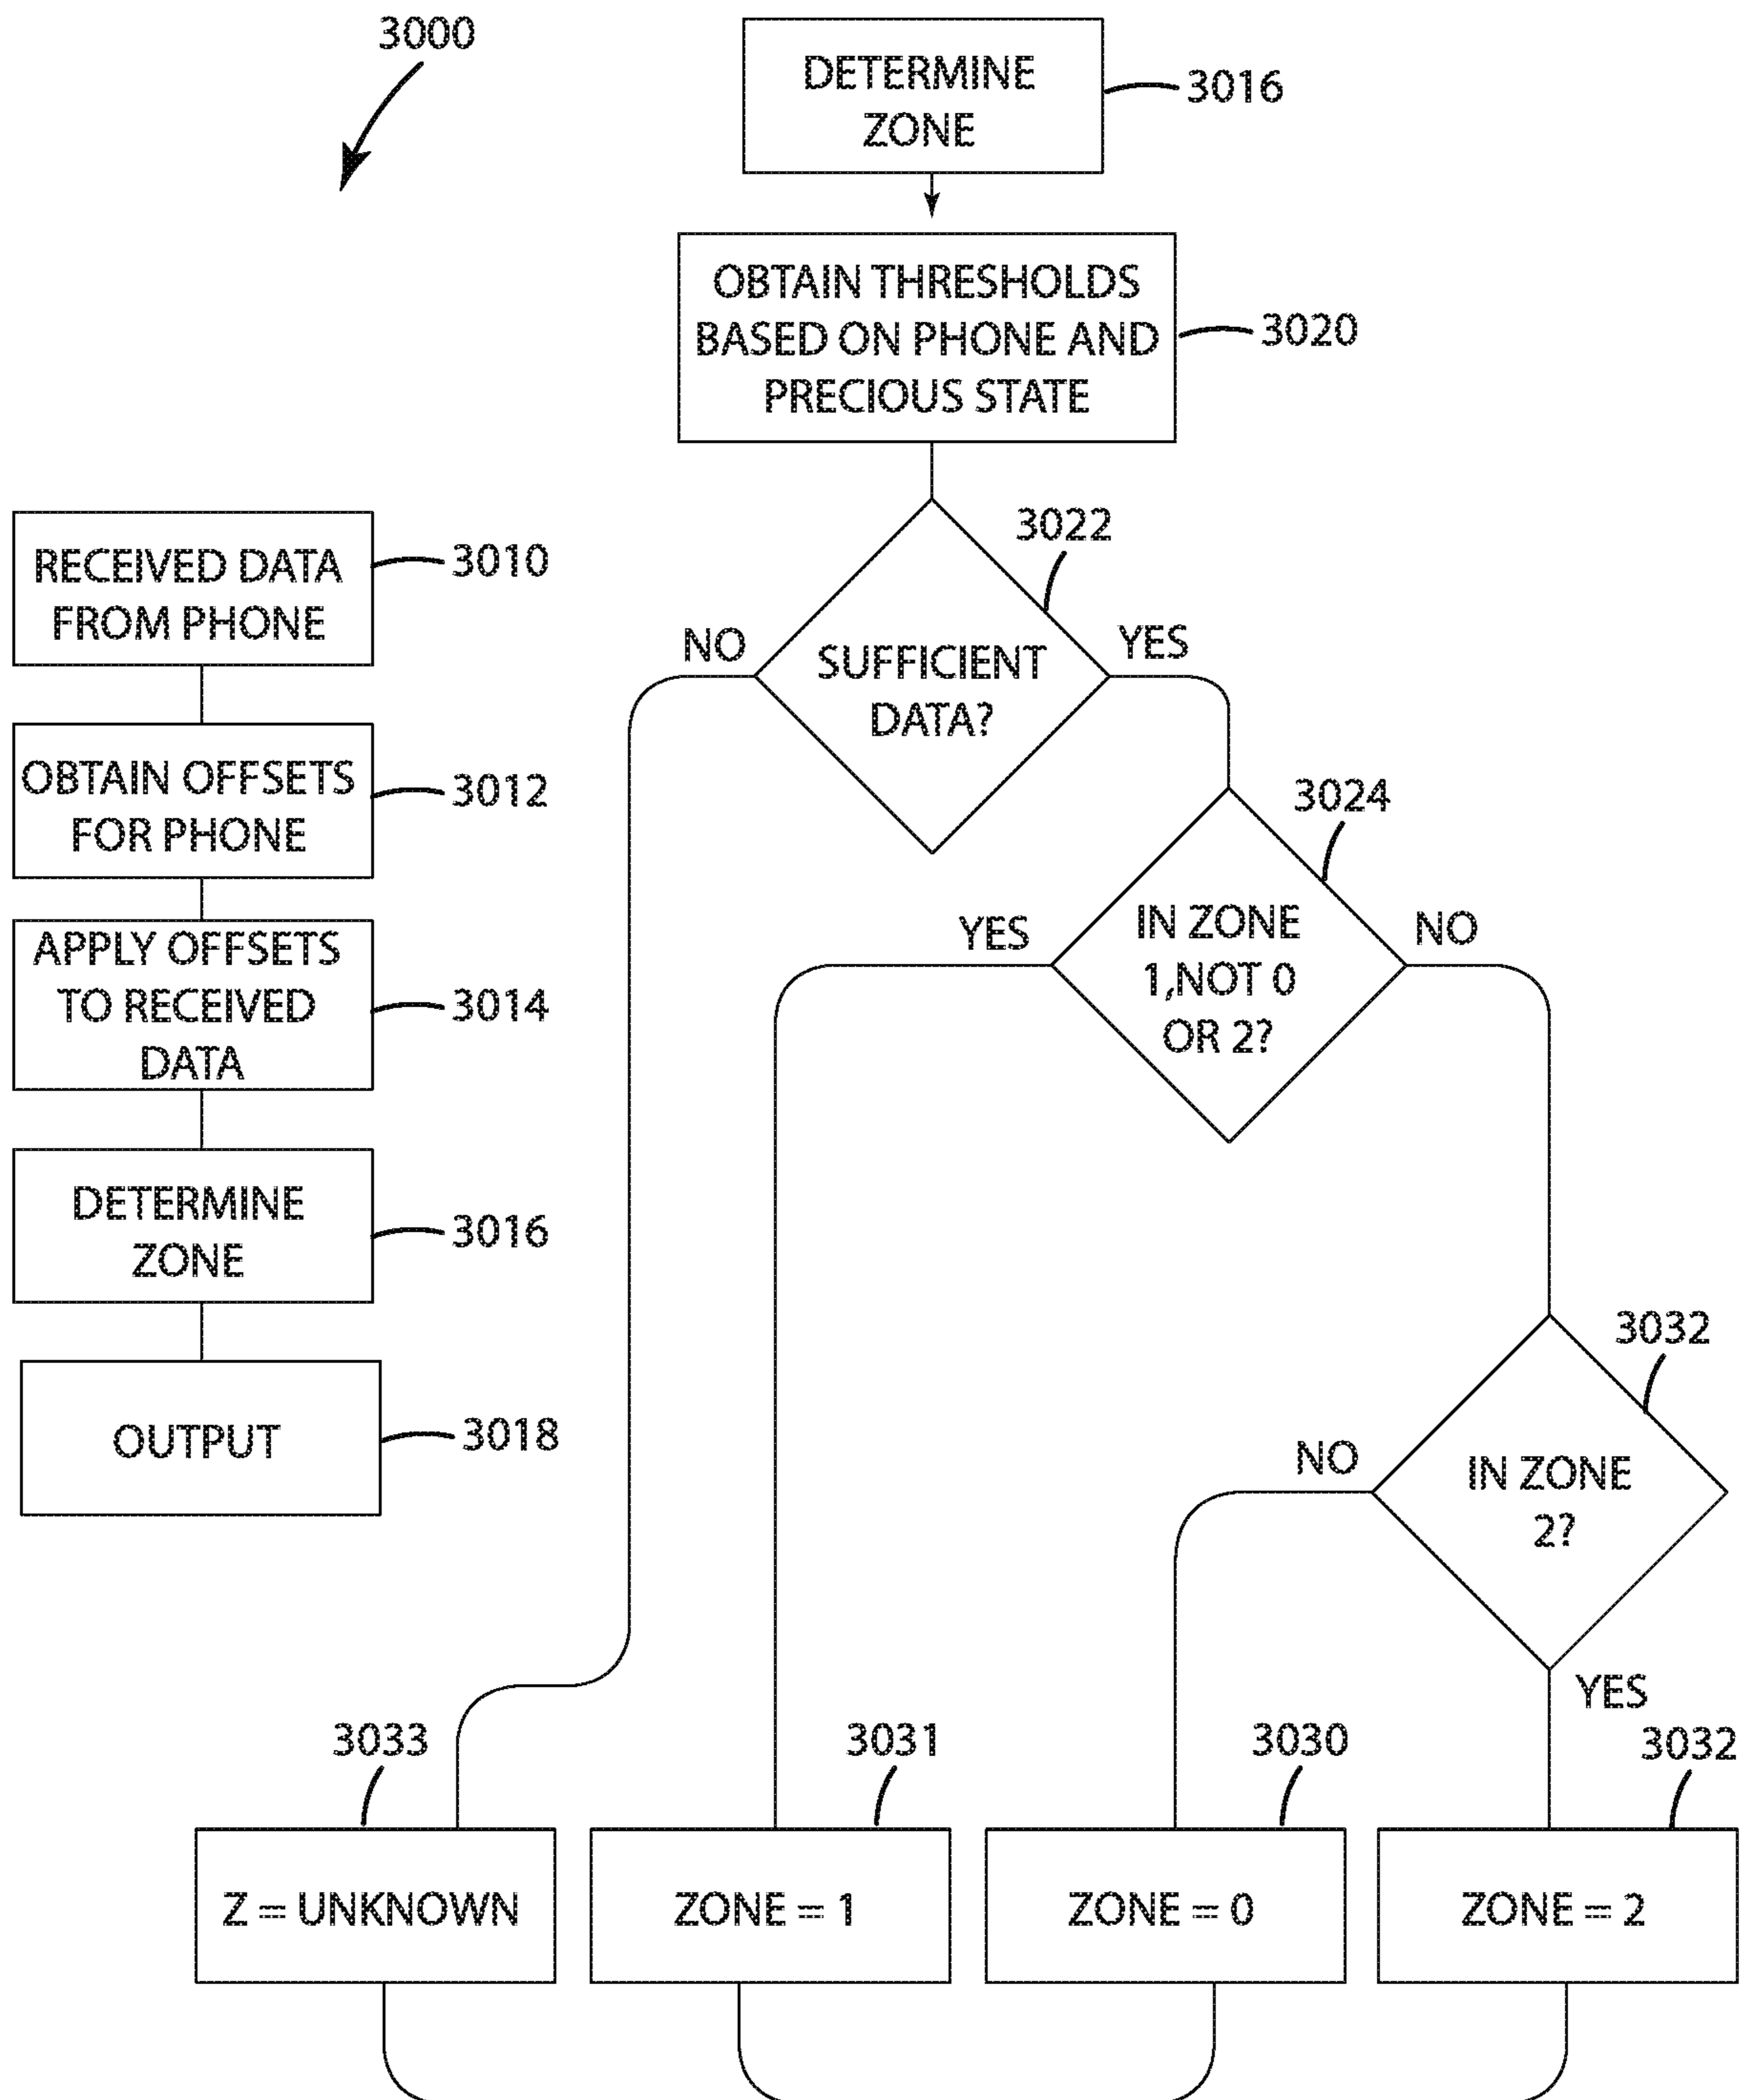 3000
DETERMINE
ZONE
3016
OBTAIN THRESHOLDS
BASED ON PHONE AND
PRECIOUS STATE
3020
3022
SUFFICIENT
DATA?
NO
YES
RECEIVED DATA
FROM PHONE
3010
OBTAIN OFFSETS
FOR PHONE
3012
APPLY OFFSETS
TO RECEIVED
DATA
3014
DETERMINE
ZONE
3016
OUTPUT
3018
3024
YES
IN ZONE
1,NOT 0
OR 2?
NO
3032
NO
IN ZONE
2?
YES
3033
3031
3030
3032
Z = UNKNOWN
ZONE = 1
ZONE = 0
ZONE = 2